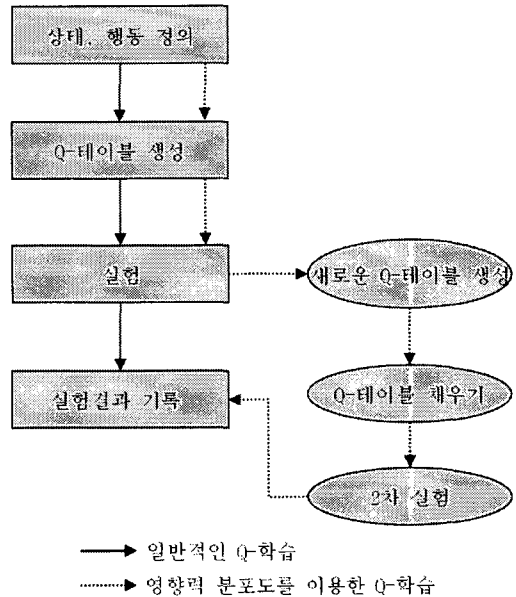 상태, 행동 정의
Q-테이블 생성
실험
새로운 Q-테이블 생성
Q-테이블 채우기
실험결과 기록
2차 실험
일반적인 Q-학습
영향력 분포도를 이용한 Q-학습